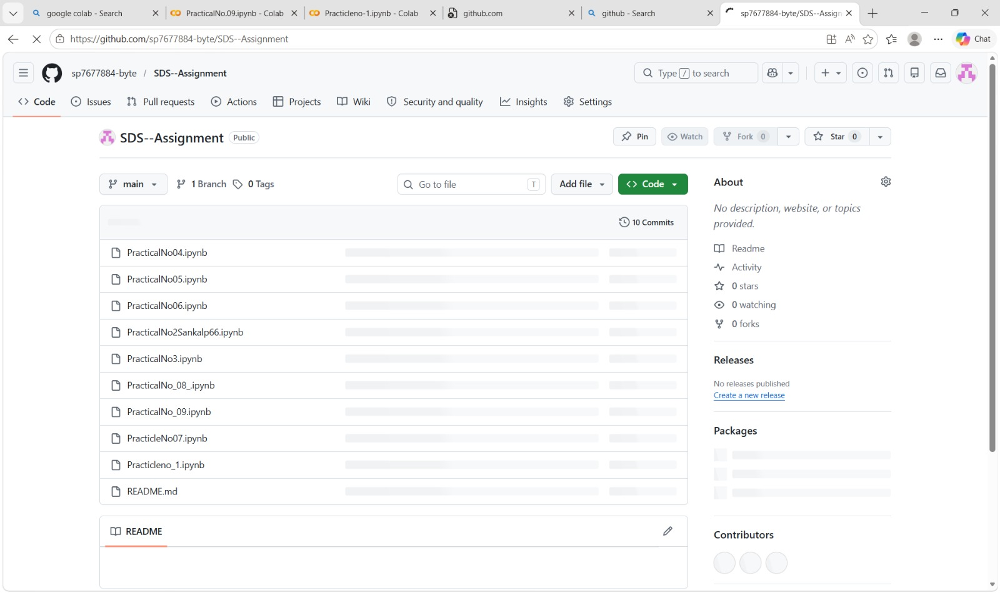 google colab - Search
PracticalNo.09.ipynb - Colab
Practicleno-1.ipynb - Colab
github.com
github - Search
sp7677884-byte/SDS--Assign
https://github.com/sp7677884-byte/SDS--Assignment
Chat
sp7677884-byte / SDS--Assignment
Type / to search
Code
Issues
Pull requests
Actions
Projects
Wiki
Security and quality
Insights
Settings
SDS--Assignment Public
Pin
Watch
Fork 0
Star 0
main
1 Branch
0 Tags
Go to file T
Add file
Code
10 Commits
PracticalNo04.ipynb
PracticalNo05.ipynb
PracticalNo06.ipynb
PracticalNo2Sankalp66.ipynb
PracticalNo3.ipynb
PracticalNo_08_.ipynb
PracticalNo_09.ipynb
PracticleNo07.ipynb
Practicleno_1.ipynb
README.md
README
About
No description, website, or topics
provided.
Readme
Activity
0 stars
0 watching
0 forks
Releases
No releases published
Create a new release
Packages
Contributors